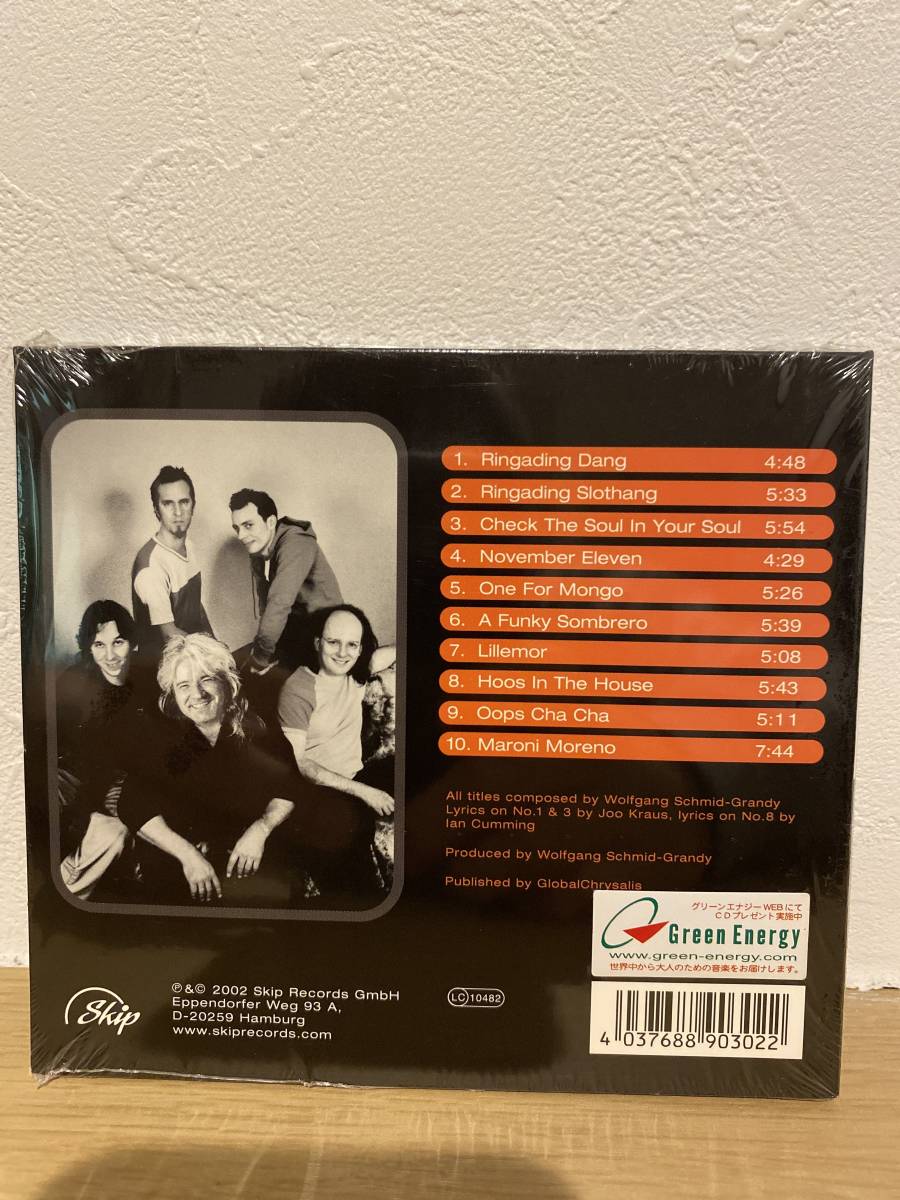 1. Ringading Dang 4:48
2. Ringading Slothang 5:33
3. Check The Soul In Your Soul 5:54
4. November Eleven 4:29
5. One For Mongo 5:26
6. A Funky Sombrero 5:39
7. Lillemor 5:08
8. Hoos In The House 5:43
9. Oops Cha Cha 5:11
10. Maroni Moreno 7:44
All titles composed by Wolfgang Schmid-Grandy
Lyrics on No.1 & 3 by Joo Kraus, lyrics on No.8 by
Ian Cumming
Produced by Wolfgang Schmid-Grandy
Published by GlobalChrysalis
グリーンエナジーWEBにて
CDプレゼント実施中
Green Energy
www.green-energy.com
世界中から大人のための音楽をお届けします。
Skip
℗&© 2002 Skip Records GmbH
Eppendorfer Weg 93 A,
D-20259 Hamburg
www.skiprecords.com
LC 10482
4 037688 903022